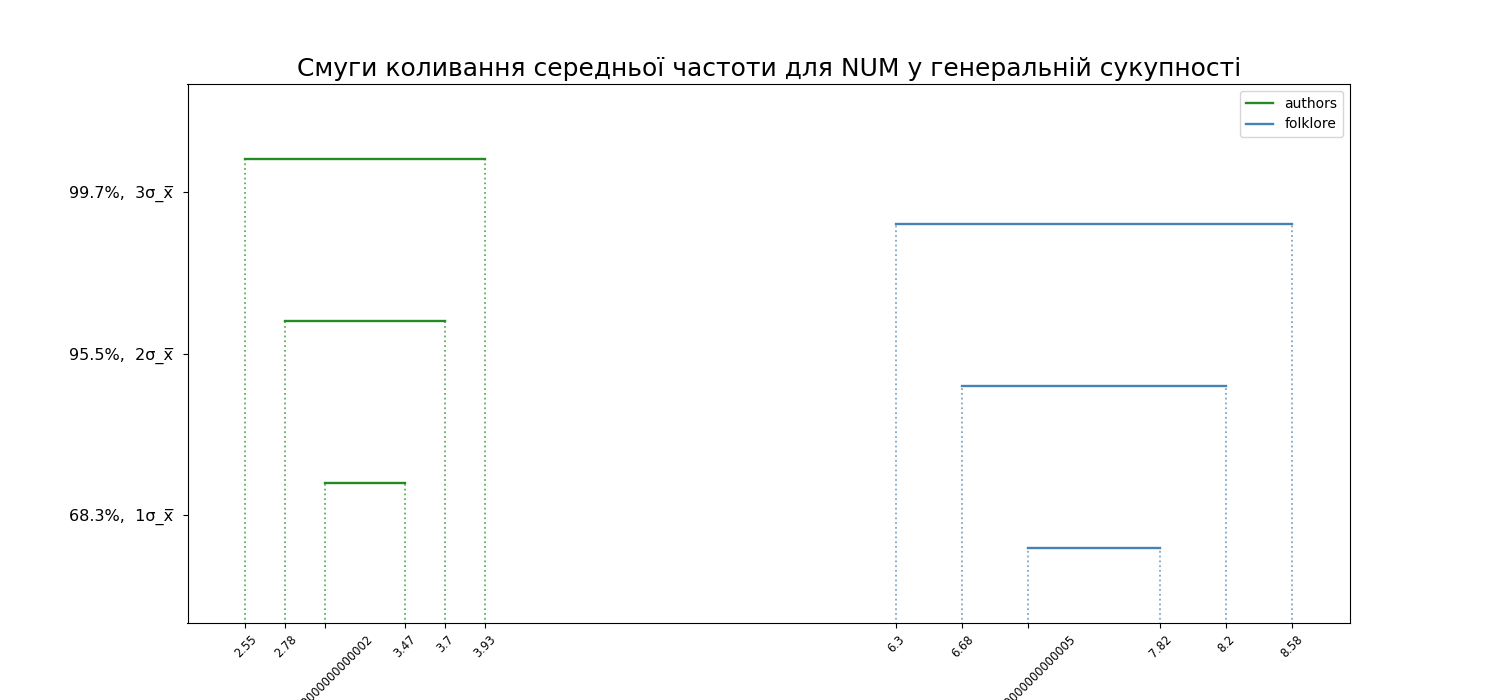 Смуги коливання середньої частоти для NUM у генеральній сукупності
authors
folklore
99.7%, 3σ_x̅
95.5%, 2σ_x̅
68.3%, 1σ_x̅
2.55 2.78 3.47 3.7 3.93 6.3 6.68 7.82 8.2 8.58